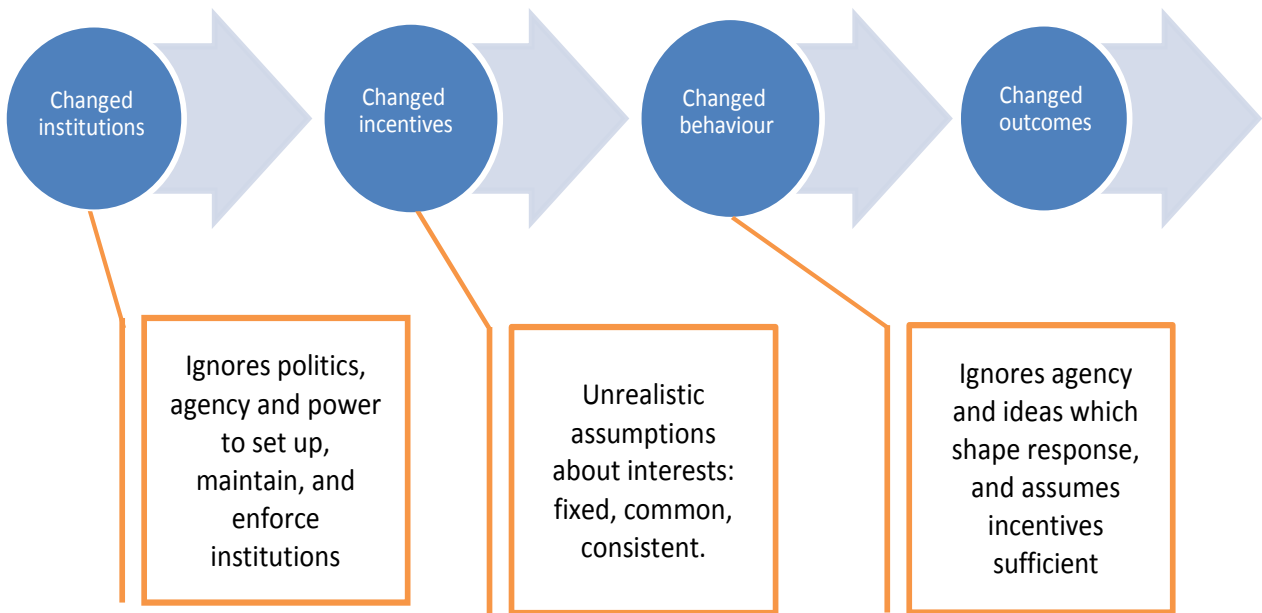 Changed
institutions
Changed
incentives
Changed
behaviour
Changed
outcomes
Ignores politics,
agency and power
to set up,
maintain, and
enforce
institutions
Unrealistic
assumptions
about interests:
fixed, common,
consistent.
Ignores agency
and ideas which
shape response,
and assumes
incentives
sufficient